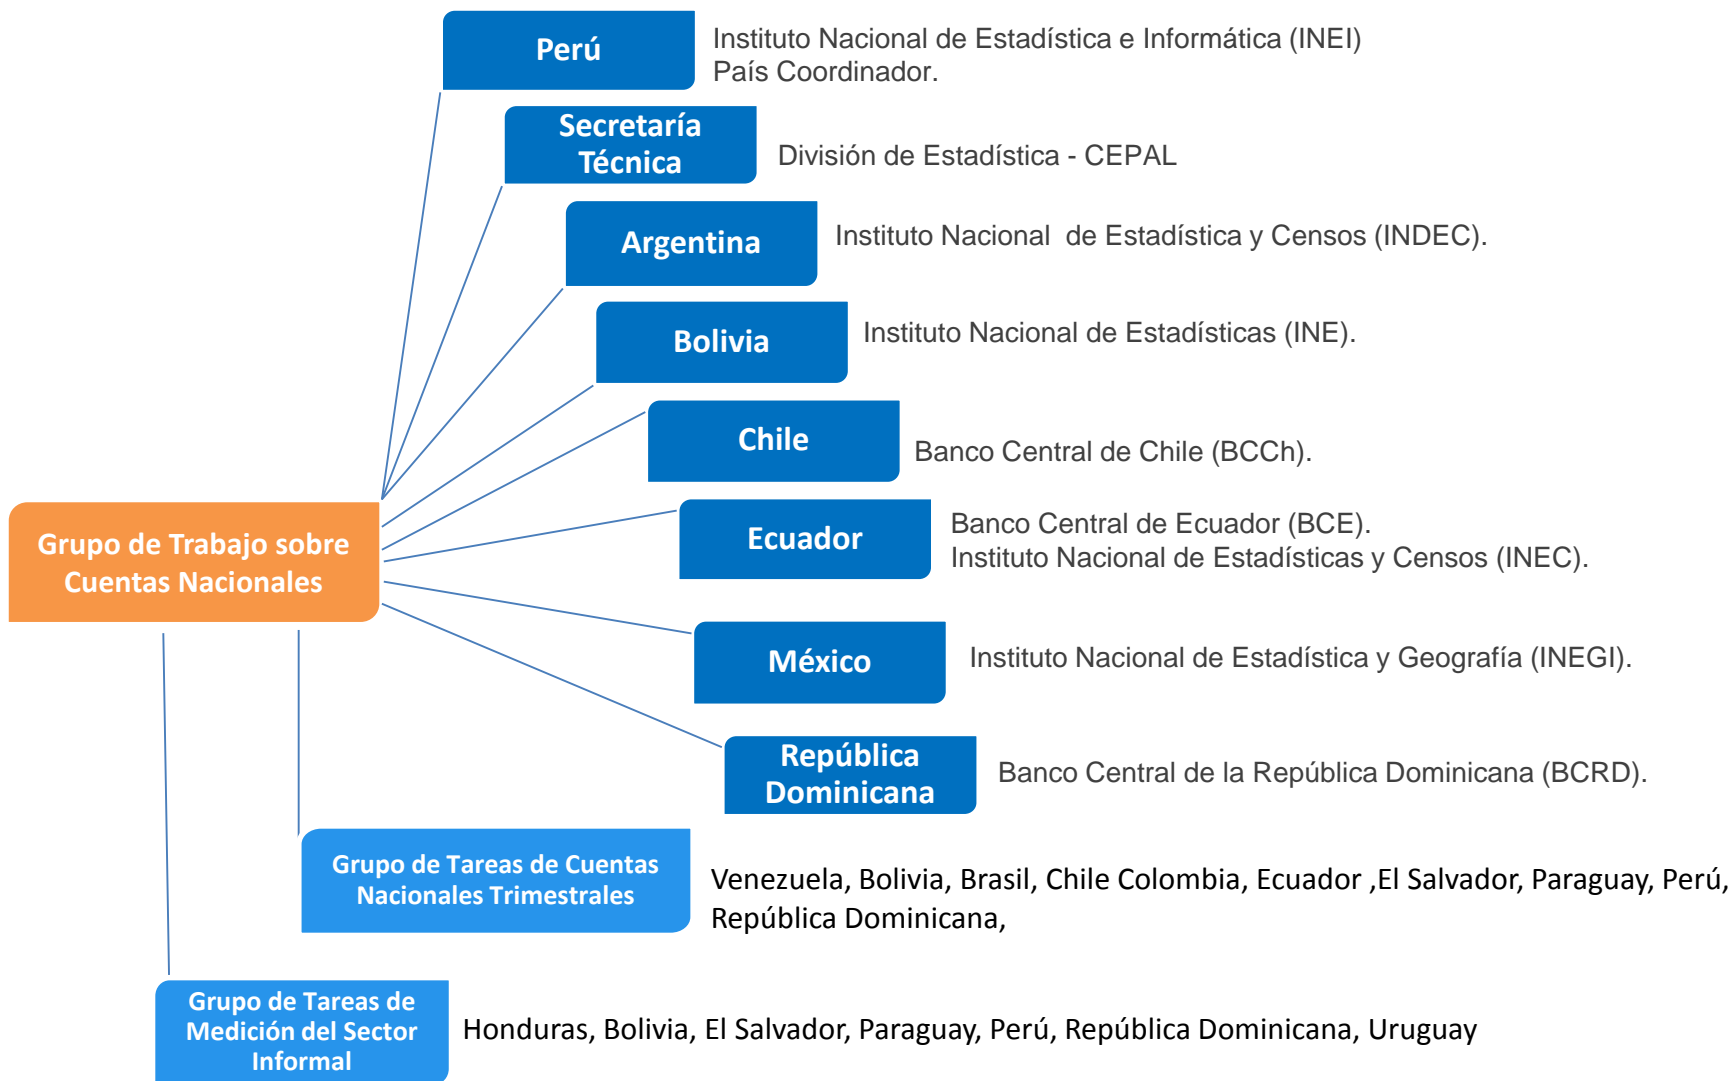 Perú
Instituto Nacional de Estadística e Informática (INEI)
País Coordinador.
Secretaría
Técnica
División de Estadística - CEPAL
Argentina
Instituto Nacional  de Estadística y Censos (INDEC).
Bolivia
Instituto Nacional de Estadísticas (INE).
Chile
Banco Central de Chile (BCCh).
Grupo de Trabajo sobre
Cuentas Nacionales
Ecuador
Banco Central de Ecuador (BCE).
Instituto Nacional de Estadísticas y Censos (INEC).
México
Instituto Nacional de Estadística y Geografía (INEGI).
República
Dominicana
Banco Central de la República Dominicana (BCRD).
Grupo de Tareas de Cuentas
Nacionales Trimestrales
Venezuela, Bolivia, Brasil, Chile Colombia, Ecuador ,El Salvador, Paraguay, Perú,
República Dominicana,
Grupo de Tareas de
Medición del Sector
Informal
Honduras, Bolivia, El Salvador, Paraguay, Perú, República Dominicana, Uruguay